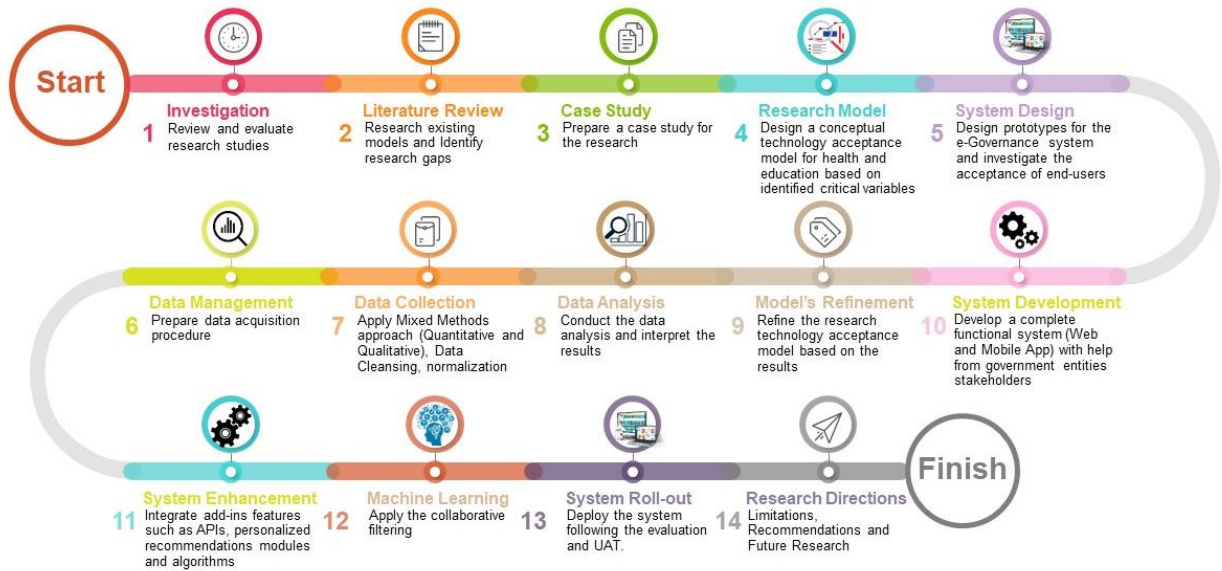 Start
Investigation
1
Review and evaluate
research studies
Literature Review
2
Research existing
models and Identify
research gaps
Case Study
3
Prepare a case study for
the research
Research Model
4
Design a conceptual
technology acceptance
model for health and
education based on
identified critical variables
System Design
5
Design prototypes for the
e-Governance system
and investigate the
acceptance of end-users
Data Management
6
Prepare data acquisition
procedure
Data Collection
7
Apply Mixed Methods
approach (Quantitative and
Qualitative), Data
Cleansing, normalization
Data Analysis
8
Conduct the data
analysis and interpret the
results
Model's Refinement
9
Refine the research
technology acceptance
model based on the
results
System Development
10
Develop a complete
functional system (Web
and Mobile App) with help
from government entities
stakeholders
System Enhancement
11
Integrate add-ins features
such as APIs, personalized
recommendations modules
and algorithms
Machine Learning
12
Apply the collaborative
filtering
System Roll-out
13
Deploy the system
following the evaluation
and UAT.
Research Directions
14
Limitations,
Recommendations and
Future Research
Finish